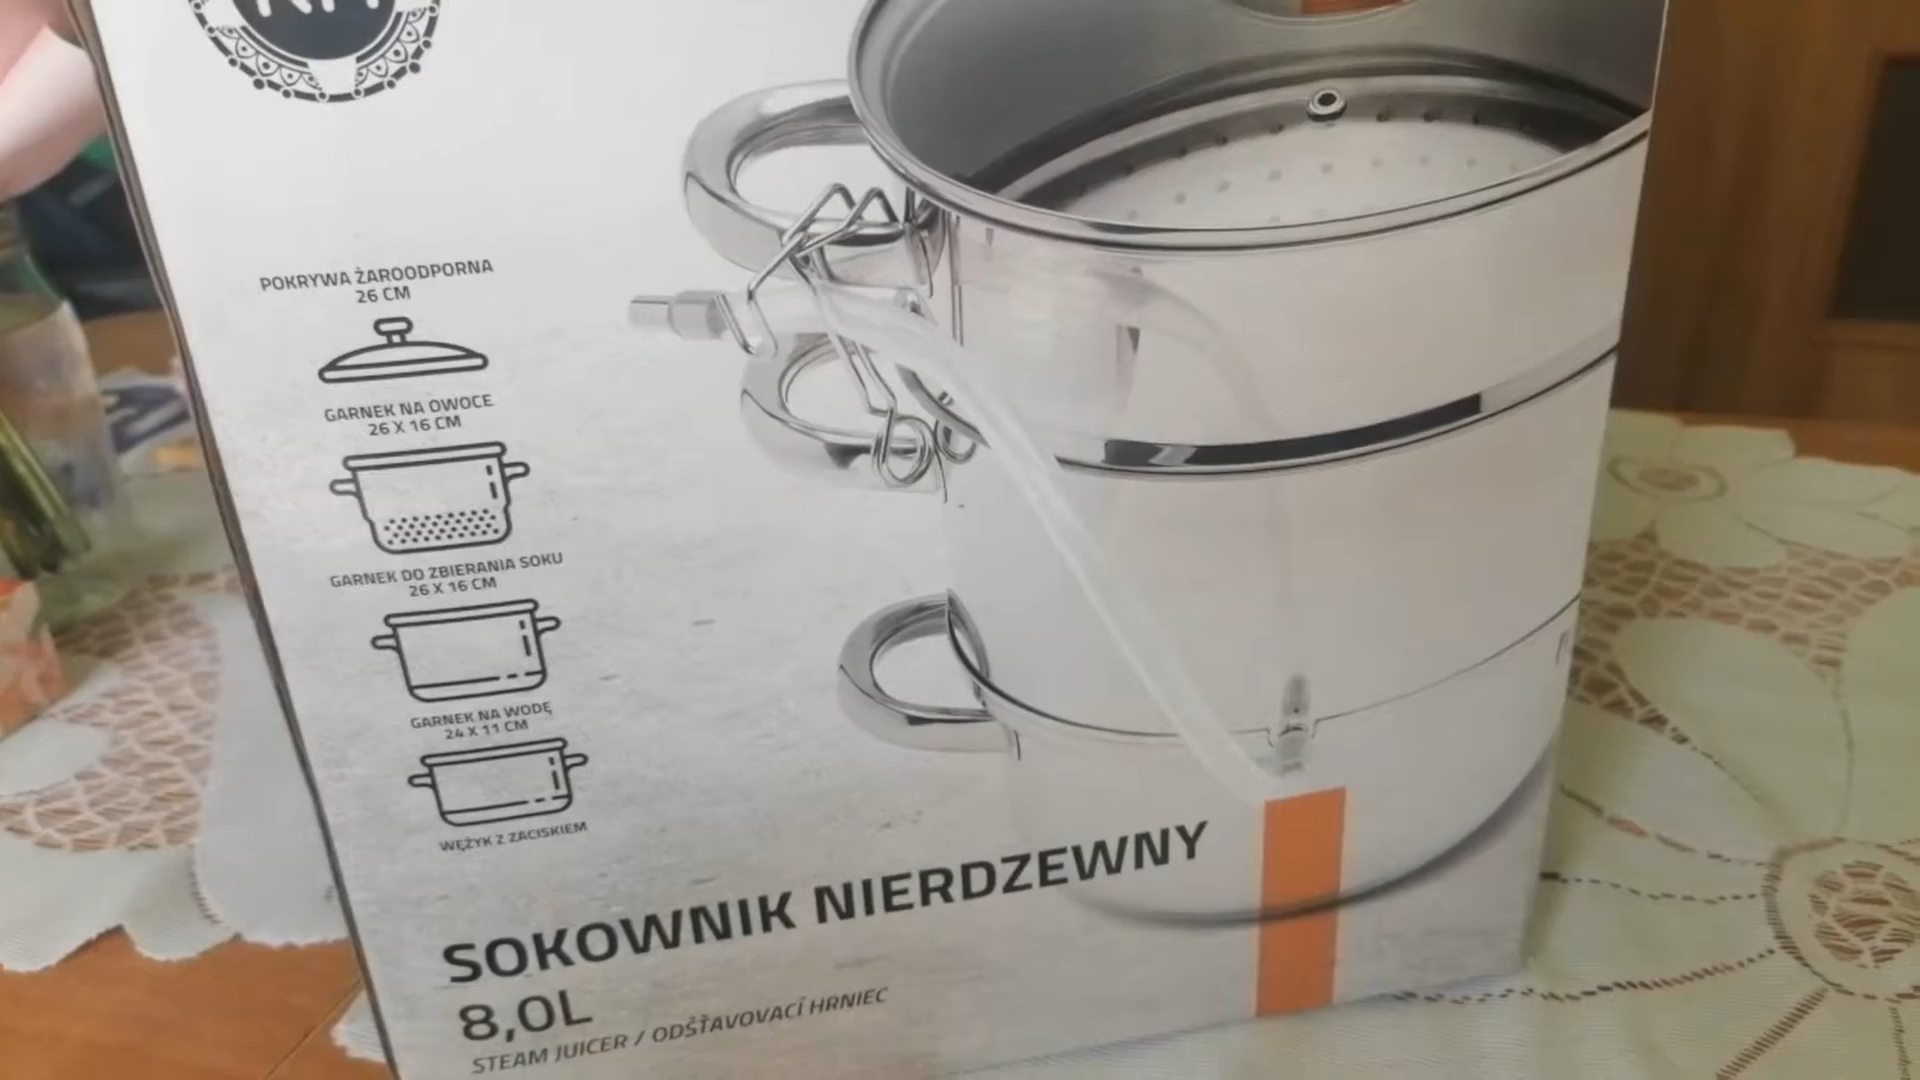 POKRYWA ŻAROODPORNA
26 CM
GARNEK NA OWOCE
26 X 16 CM
GARNEK DO ZBIERANIA SOKU
26 X 16 CM
GARNEK NA WODĘ
24 X 11 CM
WĘŻYK Z ZACISKIEM
SOKOWNIK NIERDZEWNY
8,0L
STEAM JUICER / ODŠŤAVOVACÍ HRNIEC